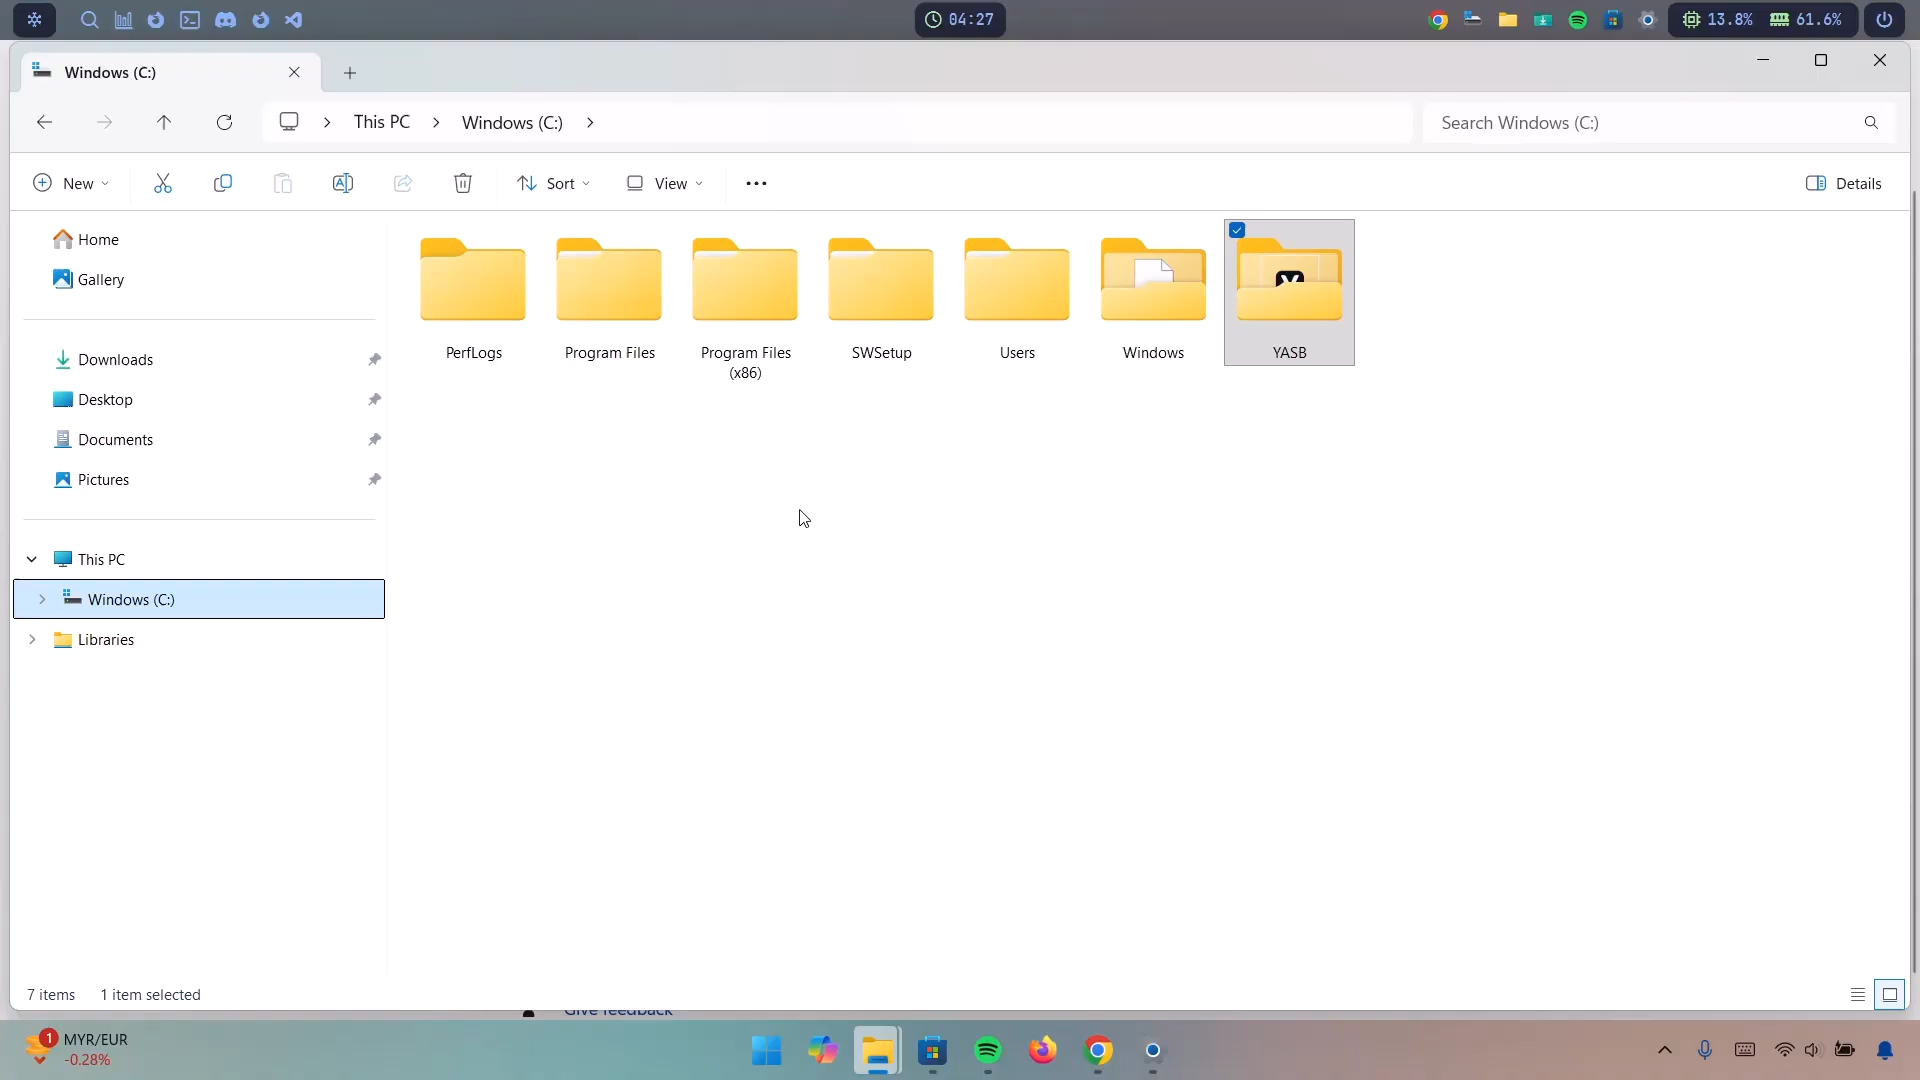 04:27
13.8%
61.6%
Windows (C:)
This PC
Windows (C:)
Search Windows (C:)
New
Sort
View
Details
Home
Gallery
Downloads
Desktop
Documents
Pictures
This PC
Windows (C:)
Libraries
PerfLogs
Program Files
Program Files
(x86)
SWSetup
Users
Windows
YASB
7 items
1 item selected
Give feedback
1
MYR/EUR
-0.28%